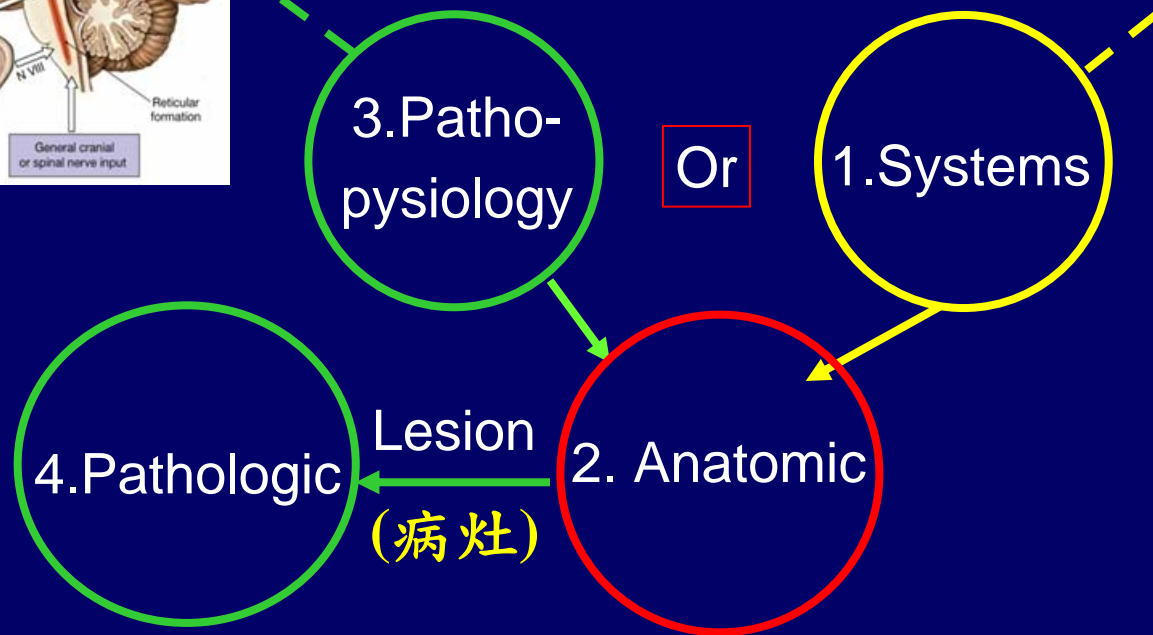 N VIII
Reticular
formation
General cranial
or spinal nerve input
3.Patho-
pysiology
Or
1.Systems
4.Pathologic
Lesion
(病灶)
2. Anatomic